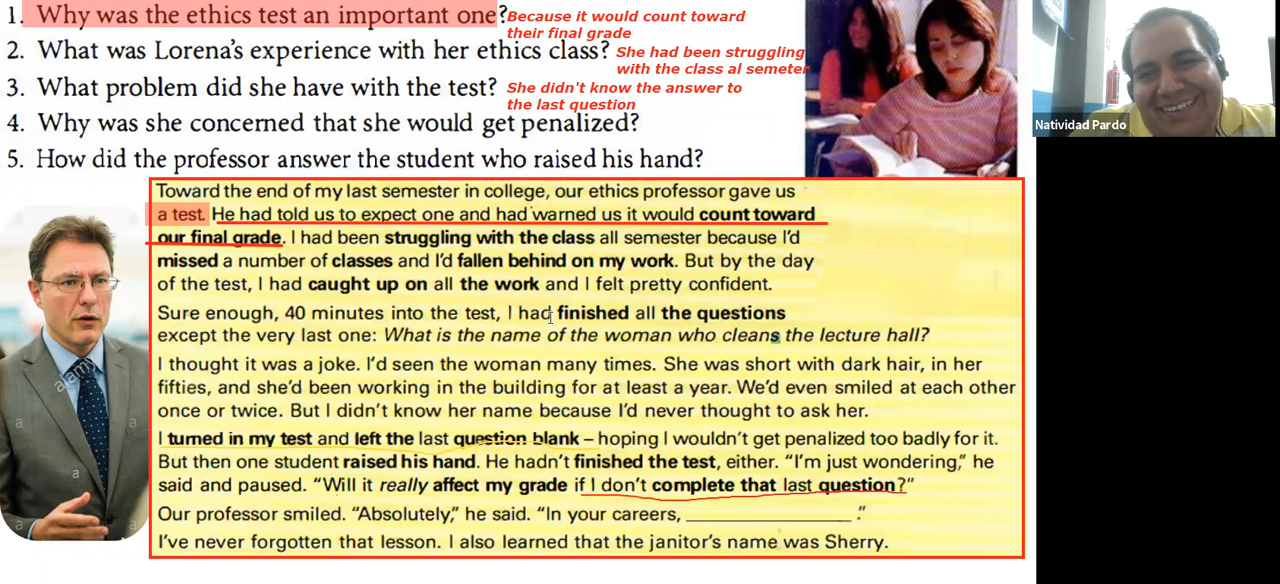 1. Why was the ethics test an important one? Because it would count toward
their final grade
2. What was Lorena's experience with her ethics class? She had been struggling
with the class al semeter
3. What problem did she have with the test? She didn't know the answer to
the last question
4. Why was she concerned that she would get penalized?
5. How did the professor answer the student who raised his hand?
Natividad Pardo
Toward the end of my last semester in college, our ethics professor gave us
a test. He had told us to expect one and had warned us it would count toward
our final grade. I had been struggling with the class all semester because I'd
missed a number of classes and I'd fallen behind on my work. But by the day
of the test, I had caught up on all the work and I felt pretty confident.
Sure enough, 40 minutes into the test, I had finished all the questions
except the very last one: What is the name of the woman who cleans the lecture hall?
I thought it was a joke. I'd seen the woman many times. She was short with dark hair, in her
fifties, and she'd been working in the building for at least a year. We'd even smiled at each other
once or twice. But I didn't know her name because I'd never thought to ask her.
I turned in my test and left the last question blank – hoping I wouldn't get penalized too badly for it.
But then one student raised his hand. He hadn't finished the test, either. "I'm just wondering," he
said and paused. "Will it really affect my grade if I don't complete that last question?"
Our professor smiled. "Absolutely," he said. "In your careers, ____________________ ."
I've never forgotten that lesson. I also learned that the janitor's name was Sherry.
alamy
a
a
a
a
a